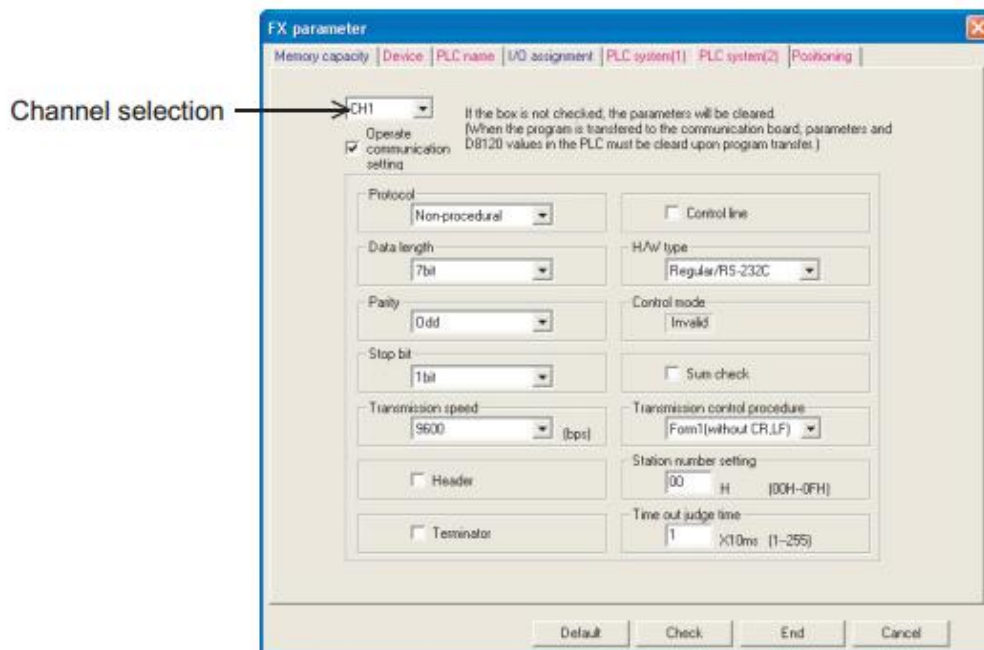 FX parameter
Memory capacity Device PLC name I/O assignment PLC system(1) PLC system(2) Positioning
Channel selection
CH1
If the box is not checked, the parameters will be cleared.
(When the program is transfered to the communication board, parameters and
D8120 values in the PLC must be cleard upon program transfer.)
Operate
communication
setting
Protocol
Non-procedural
Control line
Data length
7bit
H/W type
Regular/RS-232C
Parity
Odd
Control mode
Invalid
Stop bit
1bit
Sum check
Transmission speed
9600 (bps)
Transmission control procedure
Form1(without CR,LF)
Header
Station number setting
00 H (00H--0FH)
Terminator
Time out judge time
1 X10ms (1--255)
Default Check End Cancel